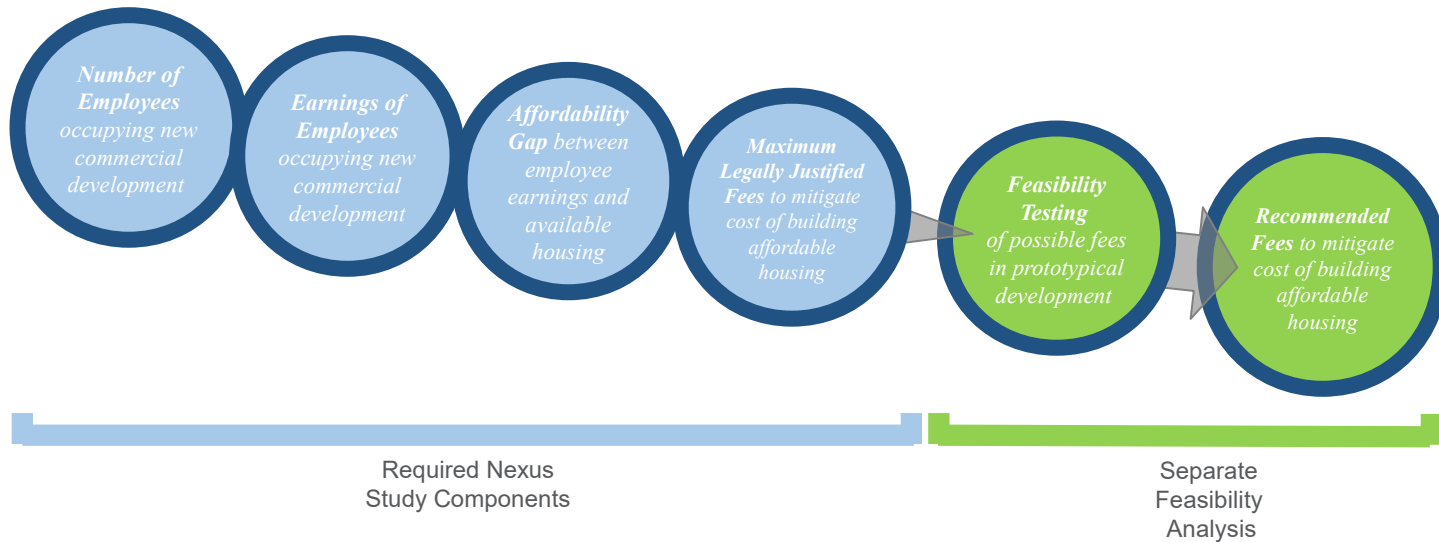 Number of
Employees
occupying new
commercial
development
Earnings of
Employees
occupying new
commercial
development
Affordability
Gap between
employee
earnings and
available
housing
Maximum
Legally Justified
Fees to mitigate
cost of building
affordable
housing
Feasibility
Testing
of possible fees
in prototypical
development
Recommended
Fees to mitigate
cost of building
affordable
housing
Required Nexus
Study Components
Separate
Feasibility
Analysis